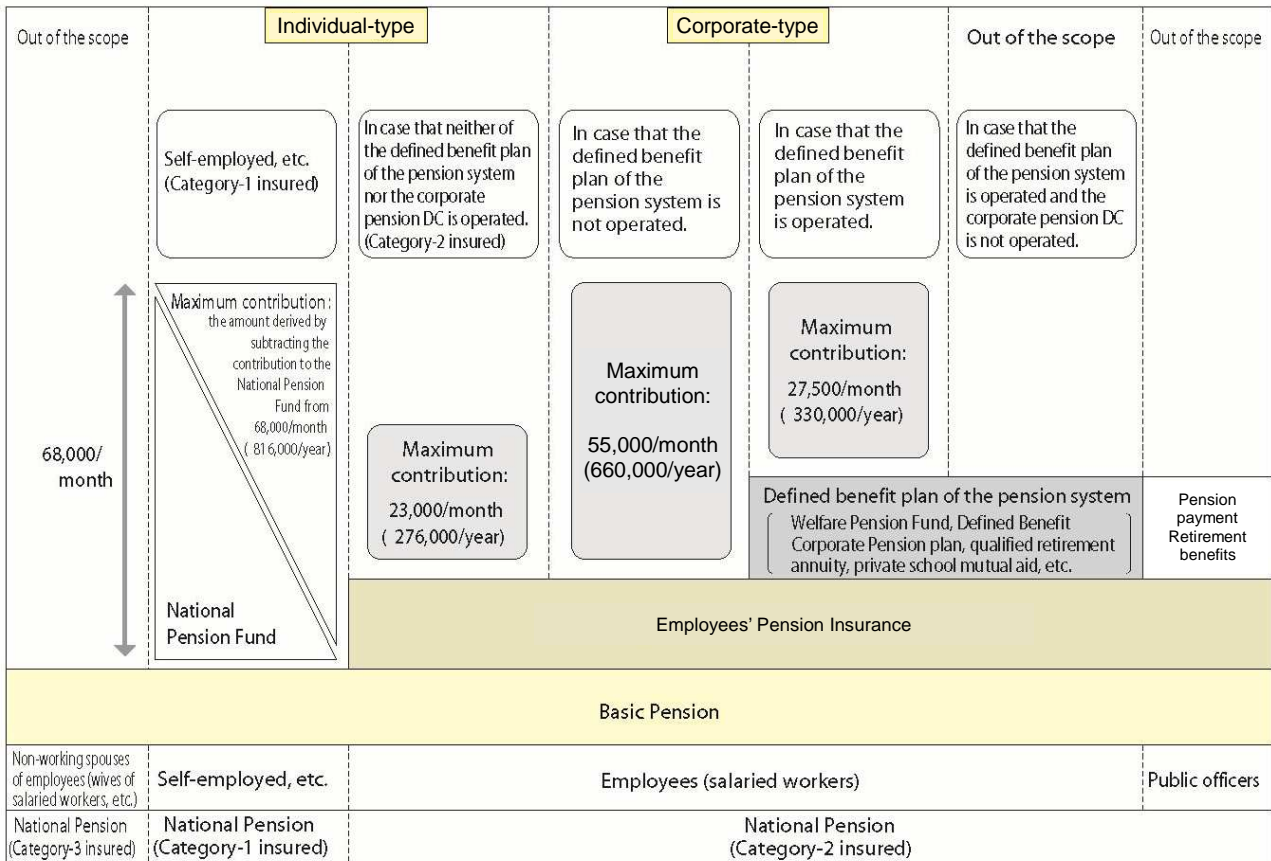 Out of the scope
Individual-type
Corporate-type
Out of the scope
Out of the scope
Self-employed, etc.
(Category-1 insured)
In case that neither of
the defined benefit plan
of the pension system
nor the corporate
pension DC is operated.
(Category-2 insured)
In case that the
defined benefit
plan of the
pension system is
not operated.
In case that the
defined benefit
plan of the
pension system
is operated.
In case that the
defined benefit plan
of the pension system
is operated and the
corporate pension DC
is not operated.
68,000/
month
Maximum contribution:
the amount derived by
subtracting the
contribution to the
National Pension
Fund from
68,000/month
( 816,000/year)
National
Pension Fund
Maximum
contribution:
23,000/month
( 276,000/year)
Maximum
contribution:
55,000/month
(660,000/year)
Maximum
contribution:
27,500/month
( 330,000/year)
Defined benefit plan of the pension system
Welfare Pension Fund, Defined Benefit
Corporate Pension plan, qualified retirement
annuity, private school mutual aid, etc.
Pension
payment
Retirement
benefits
Employees' Pension Insurance
Basic Pension
Non-working spouses
of employees (wives of
salaried workers, etc.)
Self-employed, etc.
Employees (salaried workers)
Public officers
National Pension
(Category-3 insured)
National Pension
(Category-1 insured)
National Pension
(Category-2 insured)